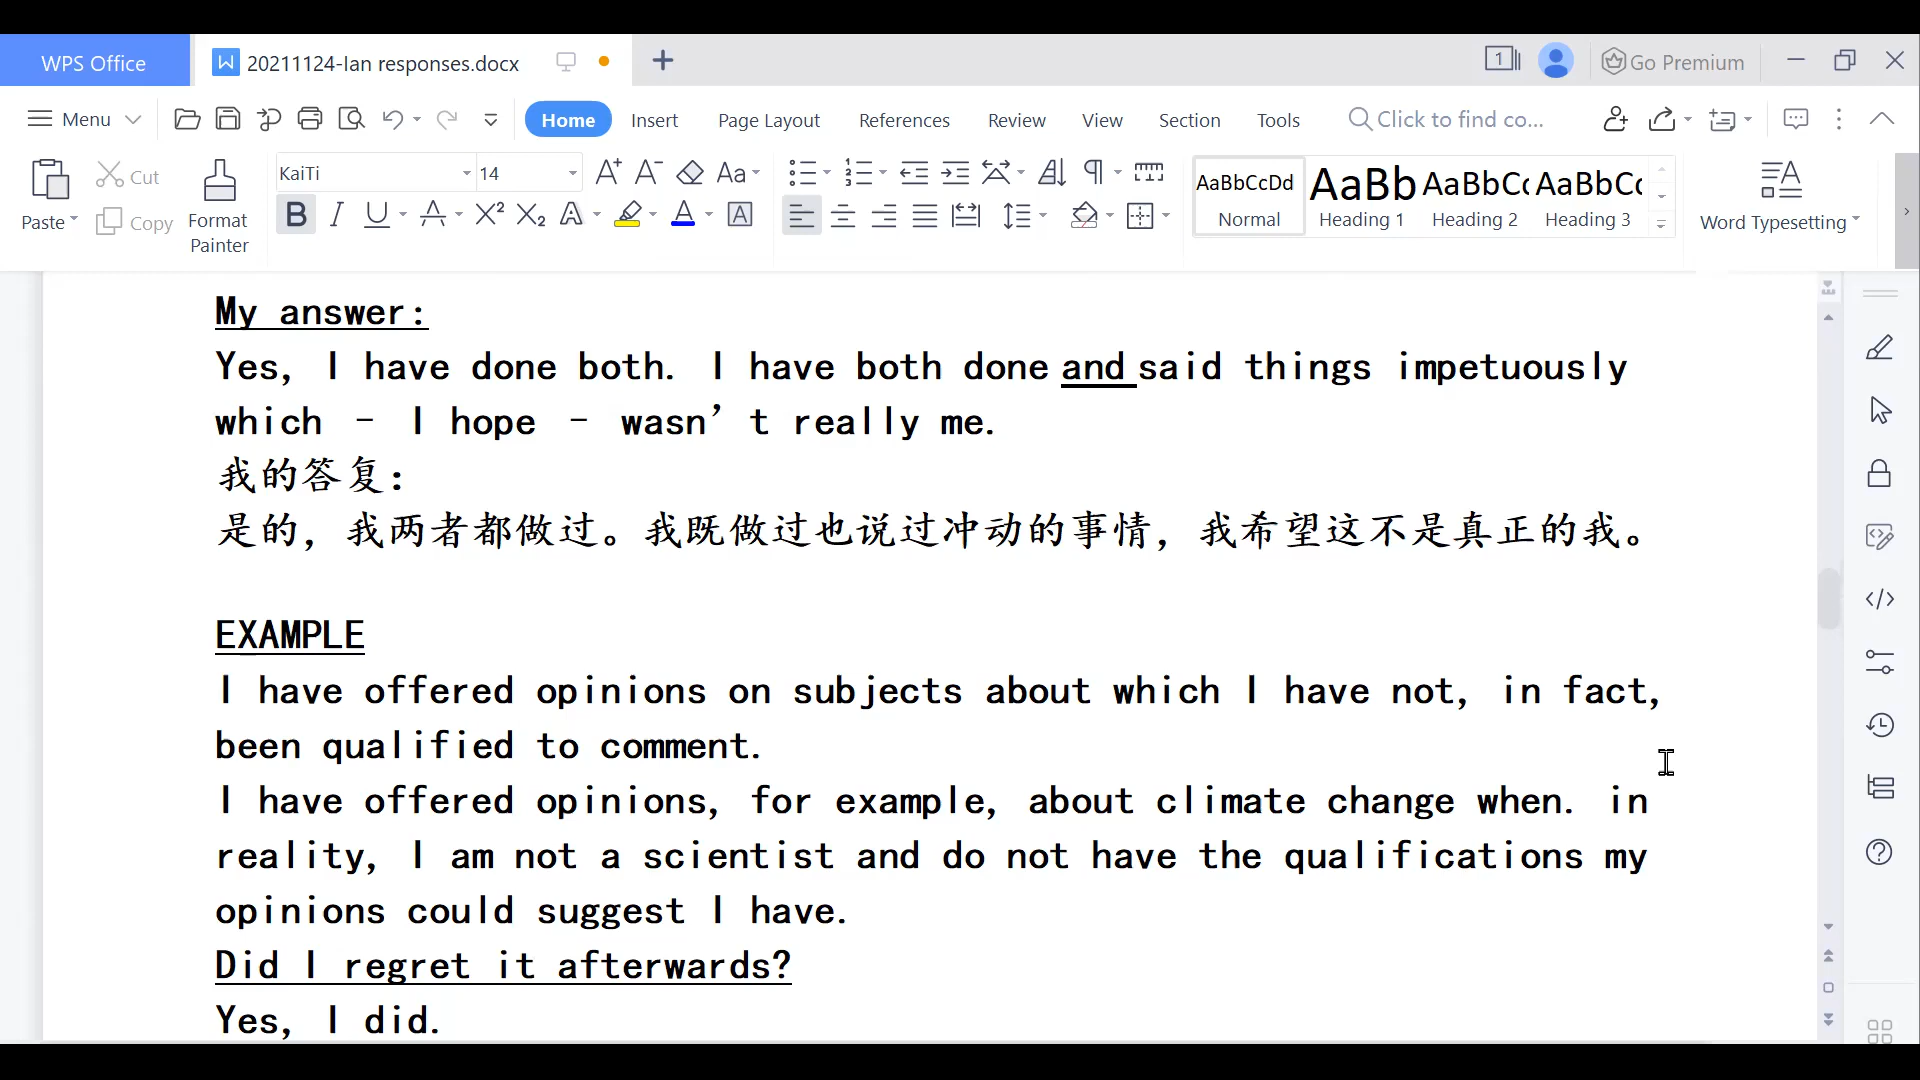 WPS Office
20211124-Ian responses.docx
1
Go Premium
Menu
Home Insert Page Layout References Review View Section Tools
Click to find co...
Paste
Cut
Copy
Format Painter
KaiTi
14
AaBbCcDd
Normal
AaBb
Heading 1
AaBbCc
Heading 2
AaBbCc
Heading 3
Word Typesetting
My answer:
Yes, I have done both. I have both done and said things impetuously
which – I hope – wasn't really me.
我的答复：
是的，我两者都做过。我既做过也说过冲动的事情，我希望这不是真正的我。
EXAMPLE
I have offered opinions on subjects about which I have not, in fact,
been qualified to comment.
I have offered opinions, for example, about climate change when. in
reality, I am not a scientist and do not have the qualifications my
opinions could suggest I have.
Did I regret it afterwards?
Yes, I did.